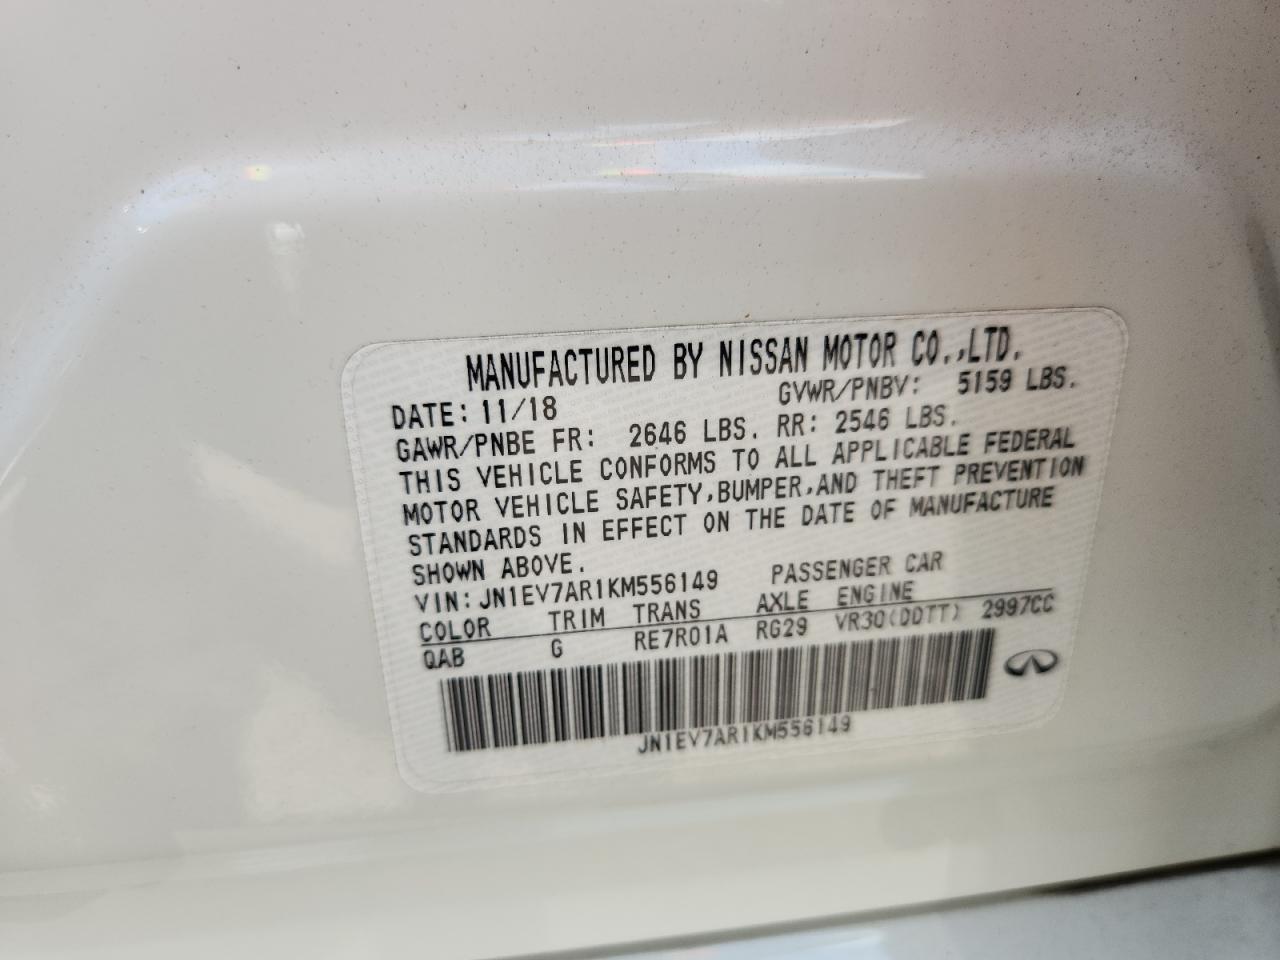 MANUFACTURED BY NISSAN MOTOR CO.,LTD.
DATE: 11/18 GVWR/PNBV: 5159 LBS.
GAWR/PNBE FR: 2646 LBS. RR: 2546 LBS.
THIS VEHICLE CONFORMS TO ALL APPLICABLE FEDERAL
MOTOR VEHICLE SAFETY,BUMPER,AND THEFT PREVENTION
STANDARDS IN EFFECT ON THE DATE OF MANUFACTURE
SHOWN ABOVE.
VIN: JN1EV7AR1KM556149 PASSENGER CAR
COLOR TRIM TRANS AXLE ENGINE
QAB G RE7R01A RG29 VR30(DDTT) 2997CC
JN1EV7AR1KM556149